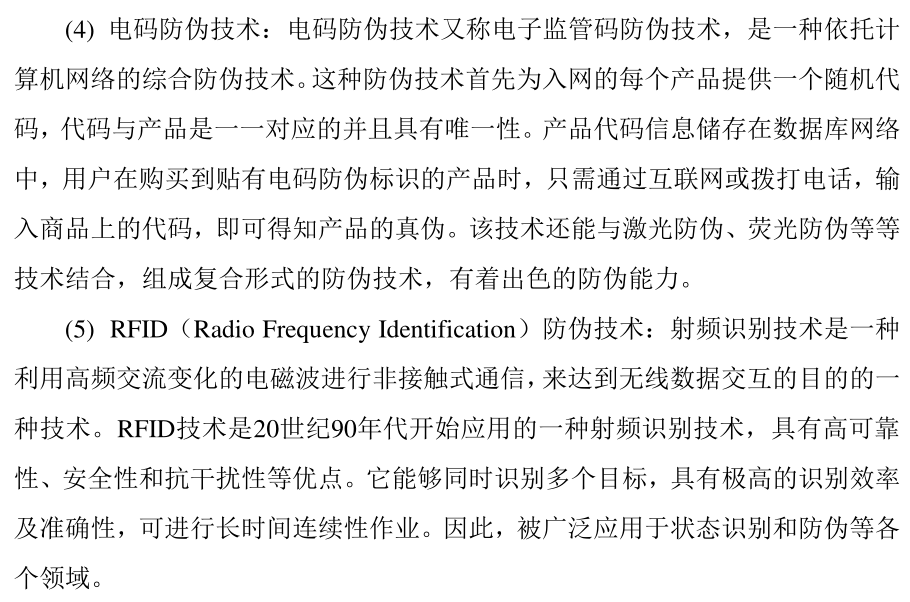 (4) 电码防伪技术：电码防伪技术又称电子监管码防伪技术，是一种依托计
算机网络的综合防伪技术。这种防伪技术首先为入网的每个产品提供一个随机代
码，代码与产品是一一对应的并且具有唯一性。产品代码信息储存在数据库网络
中，用户在购买到贴有电码防伪标识的产品时，只需通过互联网或拨打电话，输
入商品上的代码，即可得知产品的真伪。该技术还能与激光防伪、荧光防伪等等
技术结合，组成复合形式的防伪技术，有着出色的防伪能力。
(5) RFID（Radio Frequency Identification）防伪技术：射频识别技术是一种
利用高频交流变化的电磁波进行非接触式通信，来达到无线数据交互的目的的一
种技术。RFID技术是20世纪90年代开始应用的一种射频识别技术，具有高可靠
性、安全性和抗干扰性等优点。它能够同时识别多个目标，具有极高的识别效率
及准确性，可进行长时间连续性作业。因此，被广泛应用于状态识别和防伪等各
个领域。